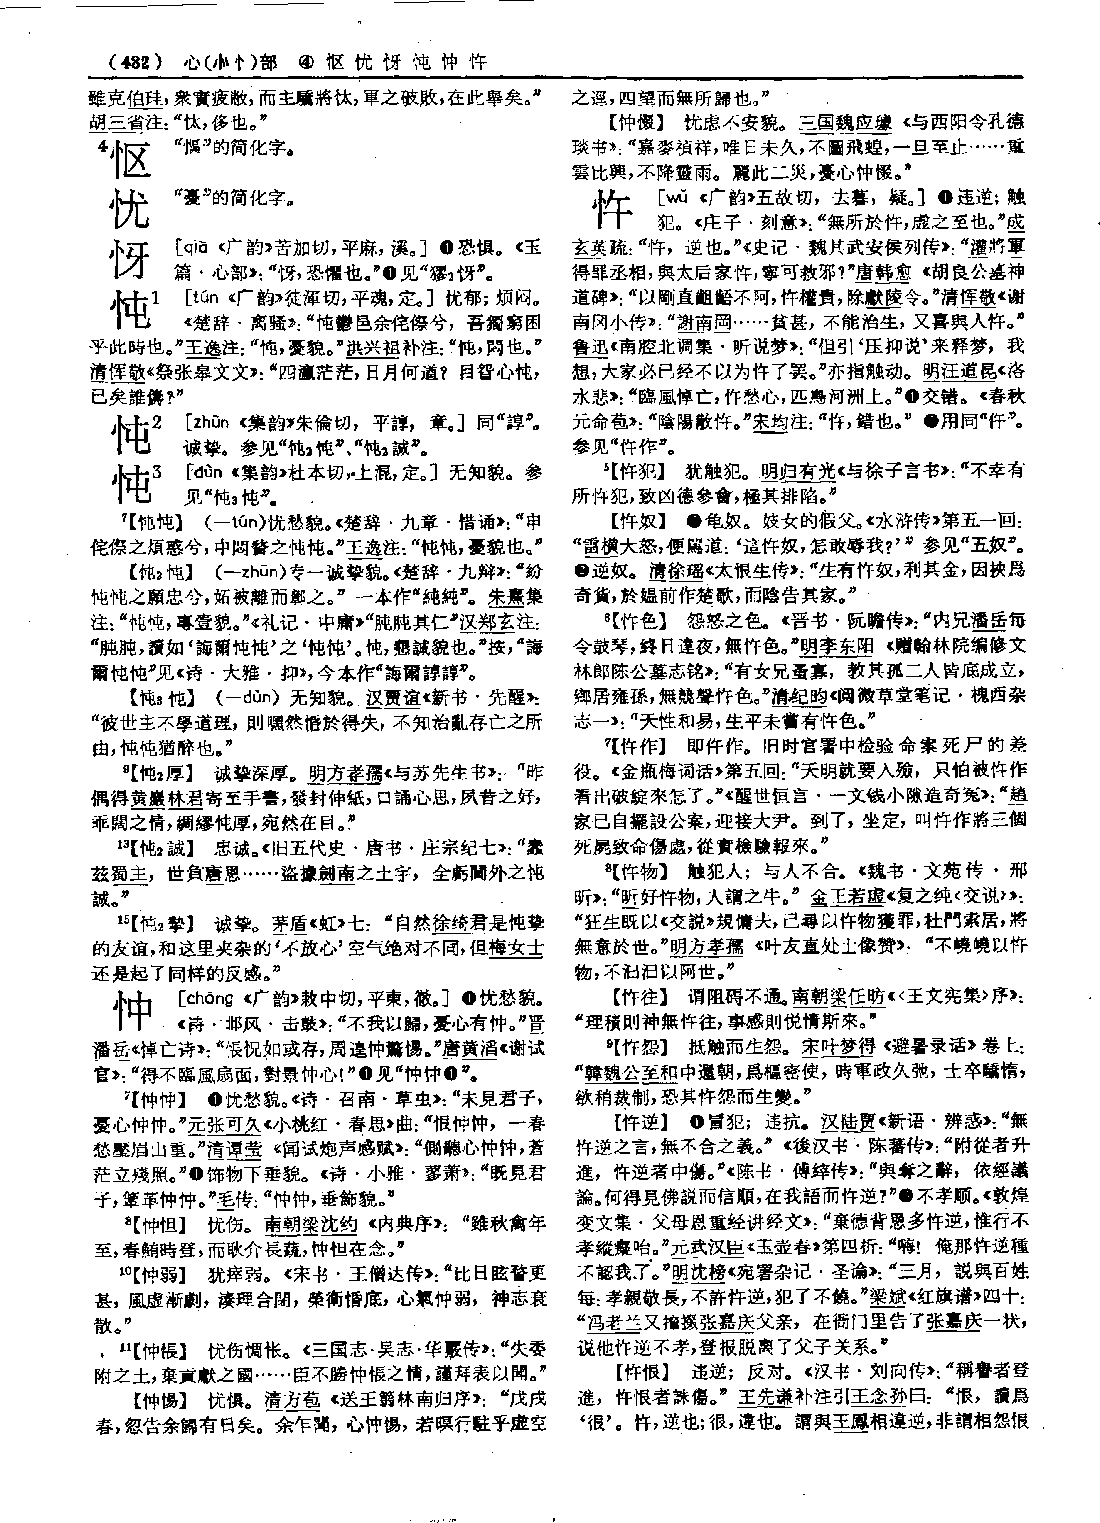 (432) 心(⺗忄)部 ④ 怄忧㤉忳忡忤
雖克伯珪，衆實疲敝，而主驕將忲，軍之破敗，在此舉矣。”
胡三省注：“忲，侈也。”
4怄 “慪”的简化字。
忧 “憂”的简化字。
㤉 [qiā 《广韵》苦加切，平麻，溪。] ❶恐惧。《玉
篇·心部》：“㤉，恐懼也。”❷见“㺒㤉”。
忳1 [tún 《广韵》徒渾切，平魂，定。] 忧郁；烦闷。
《楚辞·离骚》：“忳鬱邑余侘傺兮，吾獨窮困
乎此時也。”王逸注：“忳，憂貌。”洪兴祖补注：“忳，悶也。”
清恽敬《祭张皋文文》：“四瀛茫茫，日月何道？目瞀心忳，
已矣誰儔？”
忳2 [zhūn 《集韵》朱倫切，平諄，章。] 同“諄”。
诚挚。参见“忳2忳”、“忳2誠”。
忳3 [dùn 《集韵》杜本切，上混，定。] 无知貌。参
见“忳3忳”。
7【忳忳】 (—tún)忧愁貌。《楚辞·九章·惜诵》：“申
侘傺之煩惑兮，中悶瞀之忳忳。”王逸注：“忳忳，憂貌也。”
【忳2忳】 (—zhūn)专一诚挚貌。《楚辞·九辩》：“紛
忳忳之願忠兮，妬被離而鄣之。”一本作“純純”。朱熹集
注：“忳忳，專壹貌。”《礼记·中庸》“肫肫其仁”汉郑玄注：
“肫肫，讀如‘誨爾忳忳’之‘忳忳’。忳，懇誠貌也。”按，“誨
爾忳忳”见《诗·大雅·抑》，今本作“誨爾諄諄”。
【忳3忳】 (—dùn) 无知貌。汉贾谊《新书·先醒》：
“彼世主不學道理，則嘿然惛於得失，不知治亂存亡之所
由，忳忳猶醉也。”
9【忳2厚】 诚挚深厚。明方孝孺《与苏先生书》：“昨
偶得黄巖林君寄至手書，發封伸紙，口誦心思，夙昔之好，
乖闊之情，綢繆忳厚，宛然在目。”
13【忳2誠】 忠诚。《旧五代史·唐书·庄宗纪七》：“蠢
兹蜀主，世負唐恩……盜據劍南之土宇，全虧閫外之忳
誠。”
15【忳2摯】 诚挚。茅盾《虹》七：“自然徐绮君是忳挚
的友谊，和这里夹杂的‘不放心’空气绝对不同，但梅女士
还是起了同样的反感。”
忡 [chōng 《广韵》敕中切，平東，徹。] ❶忧愁貌。
《诗·邶风·击鼓》：“不我以歸，憂心有忡。”晋
潘岳《悼亡诗》：“悵怳如或存，周遑忡驚惕。”唐黄滔《谢试
官》：“得不臨風扇面，對景忡心！”❷见“忡忡❷”。
7【忡忡】 ❶忧愁貌。《诗·召南·草虫》：“未見君子，
憂心忡忡。”元张可久《小桃红·春思》曲：“恨忡忡，一春
愁壓眉山重。”清谭莹《闻试炮声感赋》：“側聽心忡忡，蒼
茫立殘照。”❷饰物下垂貌。《诗·小雅·蓼萧》：“既見君
子，鞗革忡忡。”毛传：“忡忡，垂飾貌。”
8【忡怛】 忧伤。南朝梁沈约《内典序》：“雖秋禽年
至，春鮪時登，而耿介長蔬，忡怛在念。”
10【忡弱】 犹瘁弱。《宋书·王僧达传》：“比日眩瞀更
甚，風虚漸劇，湊理合閉，榮衛惛底，心氣忡弱，神志衰
散。”
11【忡悵】 忧伤惆怅。《三国志·吴志·华覈传》：“失委
附之土，棄貢獻之國……臣不勝忡悵之情，謹拜表以聞。”
【忡惕】 忧惧。清方苞《送王翦林南归序》：“戊戌
春，忽告余歸有日矣。余乍聞，心忡惕，若瞑行駐乎虚空
之逕，四望而無所歸也。”
【忡惙】 忧虑不安貌。三国魏应璩《与西阳令孔德
琰书》：“嘉麥禎祥，唯日未久，不圖飛蝗，一旦至止……重
雲比興，不降靈雨。罹此二災，憂心忡惙。”
忤 [wǔ 《广韵》五故切，去暮，疑。] ❶违逆；触
犯。《庄子·刻意》：“無所於忤，虚之至也。”成
玄英疏：“忤，逆也。”《史记·魏其武安侯列传》：“灌將軍
得罪丞相，與太后家忤，寧可救邪？”唐韩愈《胡良公墓神
道碑》：“以剛直齟齬不阿，忤權貴，除獻陵令。”清恽敬《谢
南冈小传》：“謝南岡……貧甚，不能治生，又喜與人忤。”
鲁迅《南腔北调集·听说梦》：“但引‘压抑说’来释梦，我
想，大家必已经不以为忤了罢。”亦指触动。明汪道昆《洛
水悲》：“臨風悼亡，忤愁心，匹鳥河洲上。”❷交错。《春秋
元命苞》：“陰陽散忤。”宋均注：“忤，錯也。” ❸用同“仵”。
参见“忤作”。
5【忤犯】 犹触犯。明归有光《与徐子言书》：“不幸有
所忤犯，致凶德參會，極其排陷。”
【忤奴】 ❶龟奴。妓女的假父。《水浒传》第五一回：
“雷横大怒，便駡道：‘這忤奴，怎敢辱我？’” 参见“五奴”。
❷逆奴。清徐瑶《太恨生传》：“生有忤奴，利其金，因挾爲
奇貨，於媪前作楚歌，而陰告其家。”
6【忤色】 怨怒之色。《晋书·阮瞻传》：“内兄潘岳每
令鼓琴，終日達夜，無忤色。”明李东阳《赠翰林院编修文
林郎陈公墓志铭》：“有女兄蚤寡，教其孤二人皆底成立，
鄉居雍孫，無競聲忤色。”清纪昀《阅微草堂笔记·槐西杂
志一》：“天性和易，生平未嘗有忤色。”
7【忤作】 即仵作。旧时官署中检验命案死尸的差
役。《金瓶梅词话》第五回：“天明就要入殮，只怕被忤作
看出破綻來怎了。”《醒世恒言·一文钱小隙造奇冤》：“趙
家已自擺設公案，迎接大尹。到了，坐定，叫忤作將三個
死屍致命傷處，從實檢驗報來。”
8【忤物】 触犯人；与人不合。《魏书·文苑传·邢
昕》：“昕好忤物，人謂之牛。” 金王若虚《复之纯〈交说〉》：
“狂生既以《交説》規慵夫，己尋以忤物獲罪，杜門索居，將
無意於世。”明方孝孺《叶友直处士像赞》：“不嶢嶢以忤
物，不汩汩以阿世。”
【忤往】 谓阻碍不通。南朝梁任昉《〈王文宪集〉序》：
“理積則神無忤往，事感則悦情斯來。”
9【忤怨】 抵触而生怨。宋叶梦得《避暑录话》卷上：
“韓魏公至和中還朝，爲樞密使，時軍政久弛，士卒驕惰，
欲稍裁制，恐其忤怨而生變。”
【忤逆】 ❶冒犯；违抗。汉陆贾《新语·辨惑》：“無
忤逆之言，無不合之義。”《後汉书·陈蕃传》：“附從者升
進，忤逆者中傷。”《陈书·傅縡传》：“與奪之辭，依經議
論。何得見佛説而信順，在我語而忤逆？”❷不孝顺。《敦煌
变文集·父母恩重经讲经文》：“棄德背恩多忤逆，惟行不
孝縱癡咍。”元武汉臣《玉壶春》第四折：“嗨！俺那忤逆種
不認我了。”明沈榜《宛署杂记·圣谕》：“三月，説與百姓
每：孝親敬長，不許忤逆，犯了不饒。”梁斌《红旗谱》四十：
“冯老兰又撺掇张嘉庆父亲，在衙门里告了张嘉庆一状，
说他忤逆不孝，登报脱离了父子关系。”
【忤恨】 违逆；反对。《汉书·刘向传》：“稱譽者登
進，忤恨者誅傷。” 王先谦补注引王念孙曰：“恨，讀爲
‘很’。忤，逆也；很，違也。謂與王鳳相違逆，非謂相怨恨